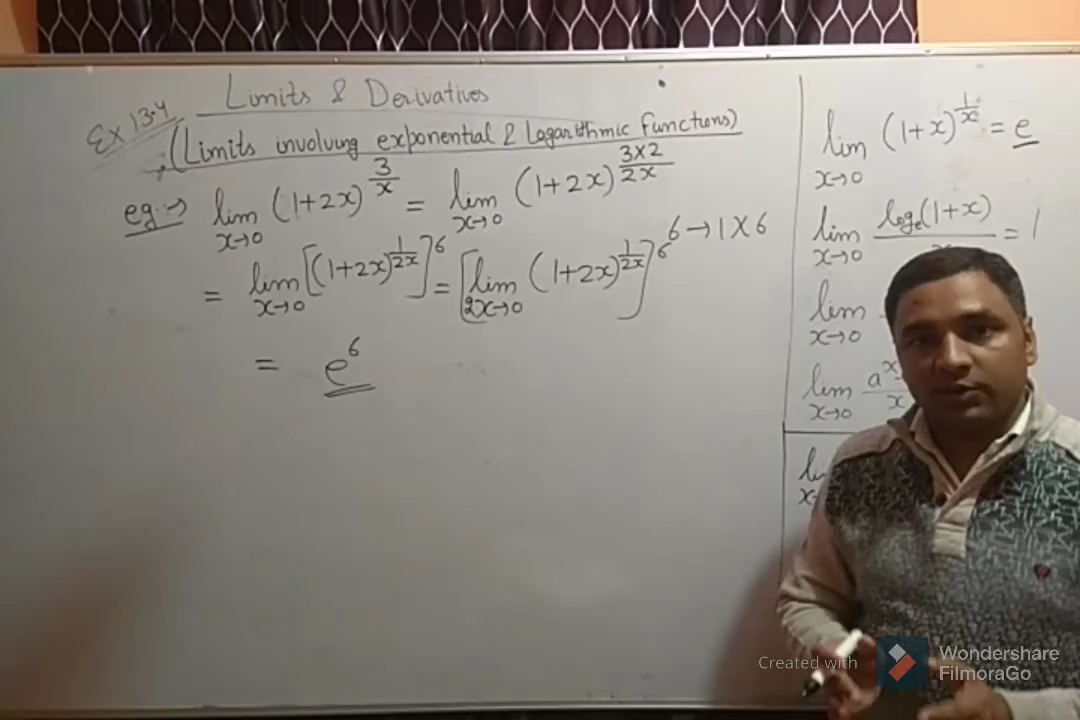 Limits & Derivatives
Ex 13.4
(Limits involving exponential & Logarithmic Functions)
eg:→ lim x→0 (1+2x)^(3/x) = lim x→0 (1+2x)^(3×2/2x)
= lim x→0 [(1+2x)^(1/2x)]^6 = [lim 2x→0 (1+2x)^(1/2x)]^6 6→1×6
= e^6
lim x→0 (1+x)^(1/x) = e
lim x→0 log_e(1+x) = 1
lim x→0
lim x→0 a^x - / x
Created with Wondershare FilmoraGo